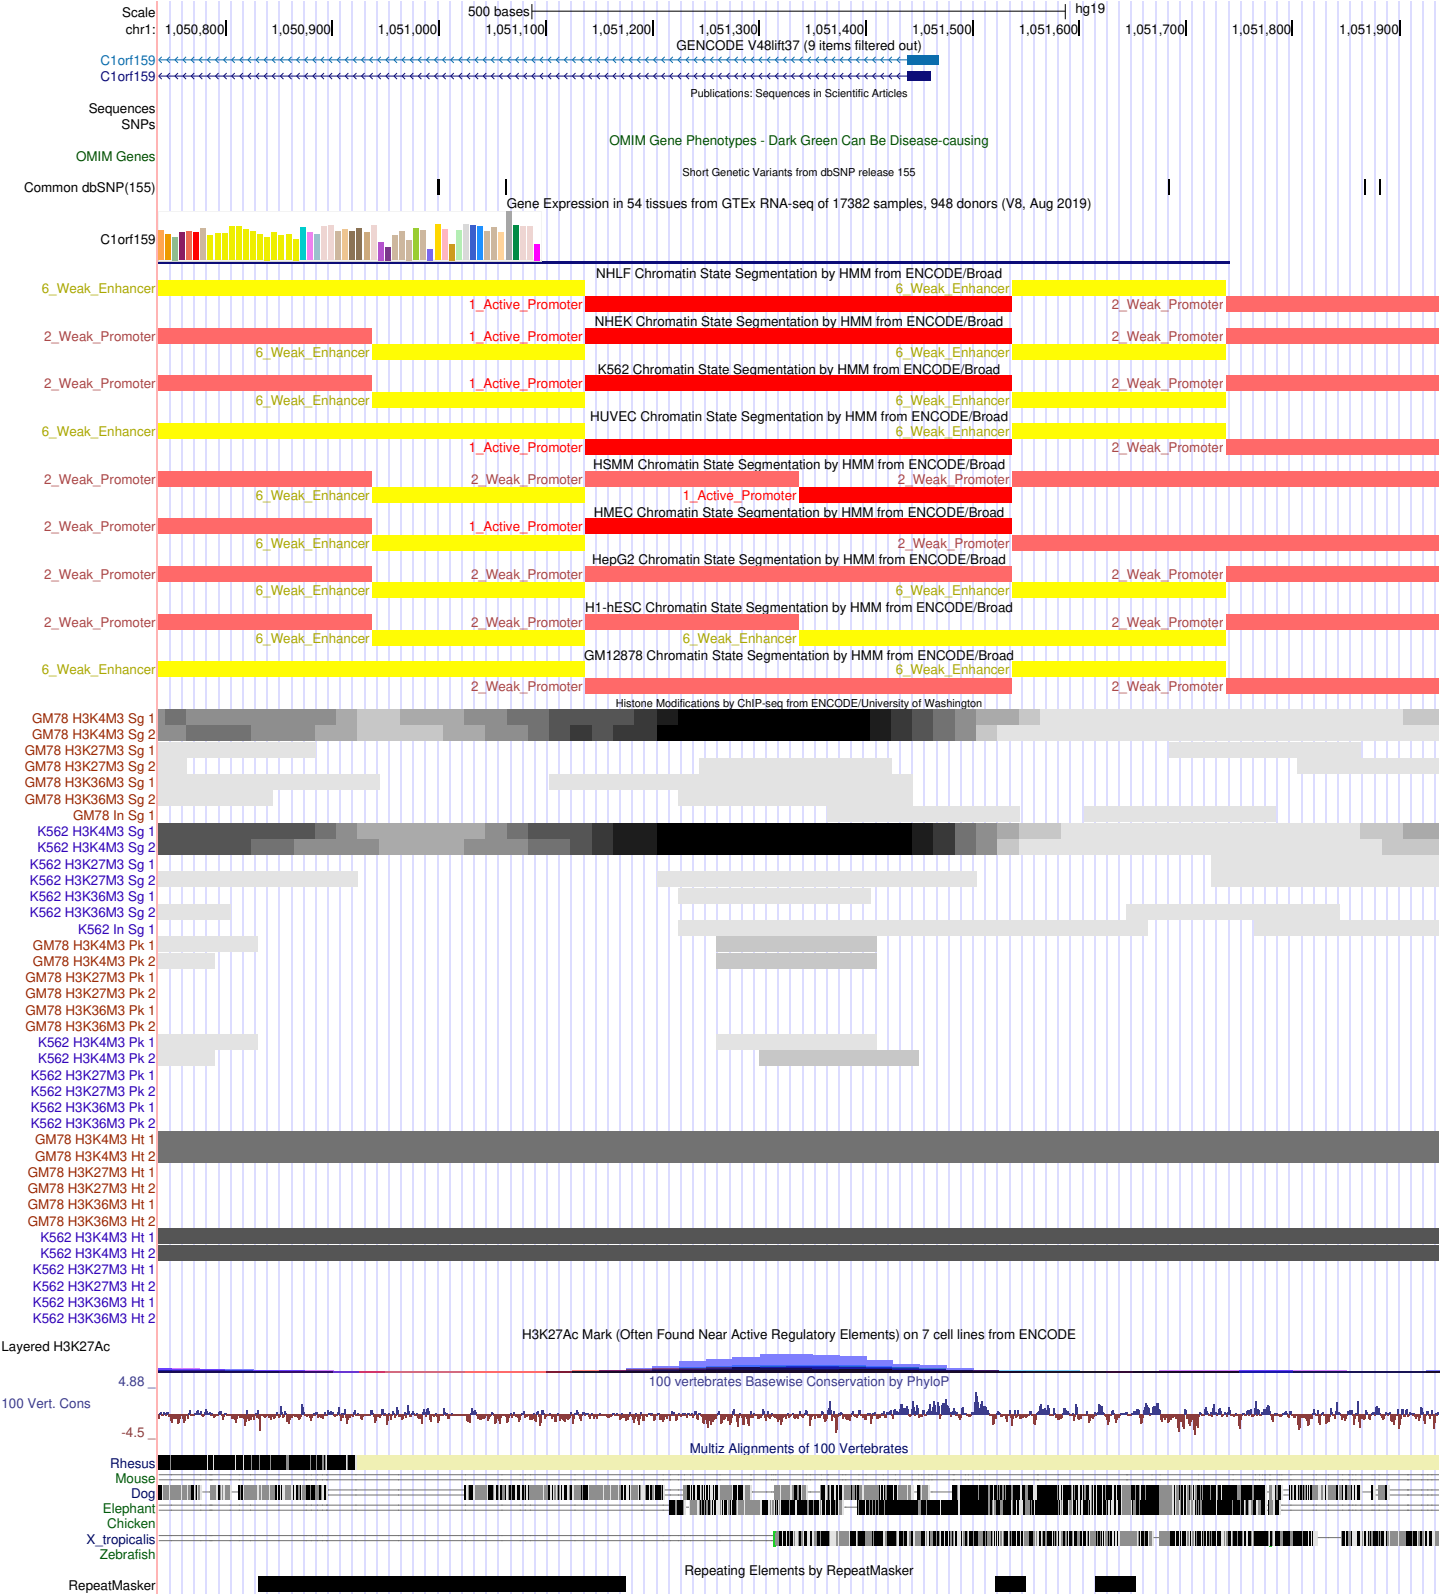 Scale 500 bases hg19
chr1: 1,050,800 1,050,900 1,051,000 1,051,100 1,051,200 1,051,300 1,051,400 1,051,500 1,051,600 1,051,700 1,051,800 1,051,900
GENCODE V48lift37 (9 items filtered out)
C1orf159
C1orf159
Publications: Sequences in Scientific Articles
Sequences
SNPs
OMIM Gene Phenotypes - Dark Green Can Be Disease-causing
OMIM Genes
Short Genetic Variants from dbSNP release 155
Common dbSNP(155)
Gene Expression in 54 tissues from GTEx RNA-seq of 17382 samples, 948 donors (V8, Aug 2019)
C1orf159
NHLF Chromatin State Segmentation by HMM from ENCODE/Broad
6_Weak_Enhancer 6_Weak_Enhancer
1_Active_Promoter 2_Weak_Promoter
NHEK Chromatin State Segmentation by HMM from ENCODE/Broad
2_Weak_Promoter 1_Active_Promoter 2_Weak_Promoter
6_Weak_Enhancer 6_Weak_Enhancer
K562 Chromatin State Segmentation by HMM from ENCODE/Broad
2_Weak_Promoter 1_Active_Promoter 2_Weak_Promoter
6_Weak_Enhancer 6_Weak_Enhancer
HUVEC Chromatin State Segmentation by HMM from ENCODE/Broad
6_Weak_Enhancer 6_Weak_Enhancer
1_Active_Promoter 2_Weak_Promoter
HSMM Chromatin State Segmentation by HMM from ENCODE/Broad
2_Weak_Promoter 2_Weak_Promoter 2_Weak_Promoter
6_Weak_Enhancer 1_Active_Promoter
HMEC Chromatin State Segmentation by HMM from ENCODE/Broad
2_Weak_Promoter 1_Active_Promoter
6_Weak_Enhancer 2_Weak_Promoter
HepG2 Chromatin State Segmentation by HMM from ENCODE/Broad
2_Weak_Promoter 2_Weak_Promoter 2_Weak_Promoter
6_Weak_Enhancer 6_Weak_Enhancer
H1-hESC Chromatin State Segmentation by HMM from ENCODE/Broad
2_Weak_Promoter 2_Weak_Promoter 2_Weak_Promoter
6_Weak_Enhancer 6_Weak_Enhancer
GM12878 Chromatin State Segmentation by HMM from ENCODE/Broad
6_Weak_Enhancer 6_Weak_Enhancer
2_Weak_Promoter 2_Weak_Promoter
Histone Modifications by ChIP-seq from ENCODE/University of Washington
GM78 H3K4M3 Sg 1
GM78 H3K4M3 Sg 2
GM78 H3K27M3 Sg 1
GM78 H3K27M3 Sg 2
GM78 H3K36M3 Sg 1
GM78 H3K36M3 Sg 2
GM78 In Sg 1
K562 H3K4M3 Sg 1
K562 H3K4M3 Sg 2
K562 H3K27M3 Sg 1
K562 H3K27M3 Sg 2
K562 H3K36M3 Sg 1
K562 H3K36M3 Sg 2
K562 In Sg 1
GM78 H3K4M3 Pk 1
GM78 H3K4M3 Pk 2
GM78 H3K27M3 Pk 1
GM78 H3K27M3 Pk 2
GM78 H3K36M3 Pk 1
GM78 H3K36M3 Pk 2
K562 H3K4M3 Pk 1
K562 H3K4M3 Pk 2
K562 H3K27M3 Pk 1
K562 H3K27M3 Pk 2
K562 H3K36M3 Pk 1
K562 H3K36M3 Pk 2
GM78 H3K4M3 Ht 1
GM78 H3K4M3 Ht 2
GM78 H3K27M3 Ht 1
GM78 H3K27M3 Ht 2
GM78 H3K36M3 Ht 1
GM78 H3K36M3 Ht 2
K562 H3K4M3 Ht 1
K562 H3K4M3 Ht 2
K562 H3K27M3 Ht 1
K562 H3K27M3 Ht 2
K562 H3K36M3 Ht 1
K562 H3K36M3 Ht 2
H3K27Ac Mark (Often Found Near Active Regulatory Elements) on 7 cell lines from ENCODE
Layered H3K27Ac
100 vertebrates Basewise Conservation by PhyloP
4.88 _
100 Vert. Cons
-4.5 _
Multiz Alignments of 100 Vertebrates
Rhesus
Mouse
Dog
Elephant
Chicken
X_tropicalis
Zebrafish
Repeating Elements by RepeatMasker
RepeatMasker